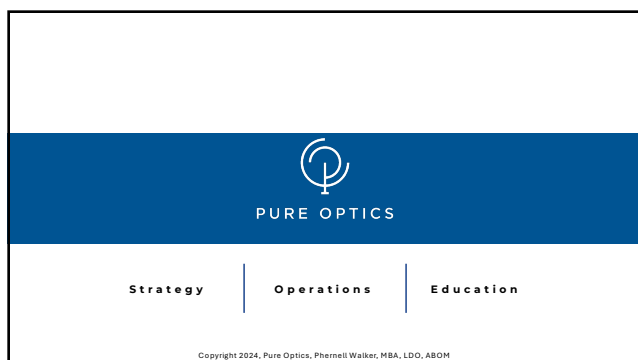 PURE OPTICS
Strategy
Operations
Education
Copyright 2024, Pure Optics, Phernell Walker, MBA, LDO, ABOM